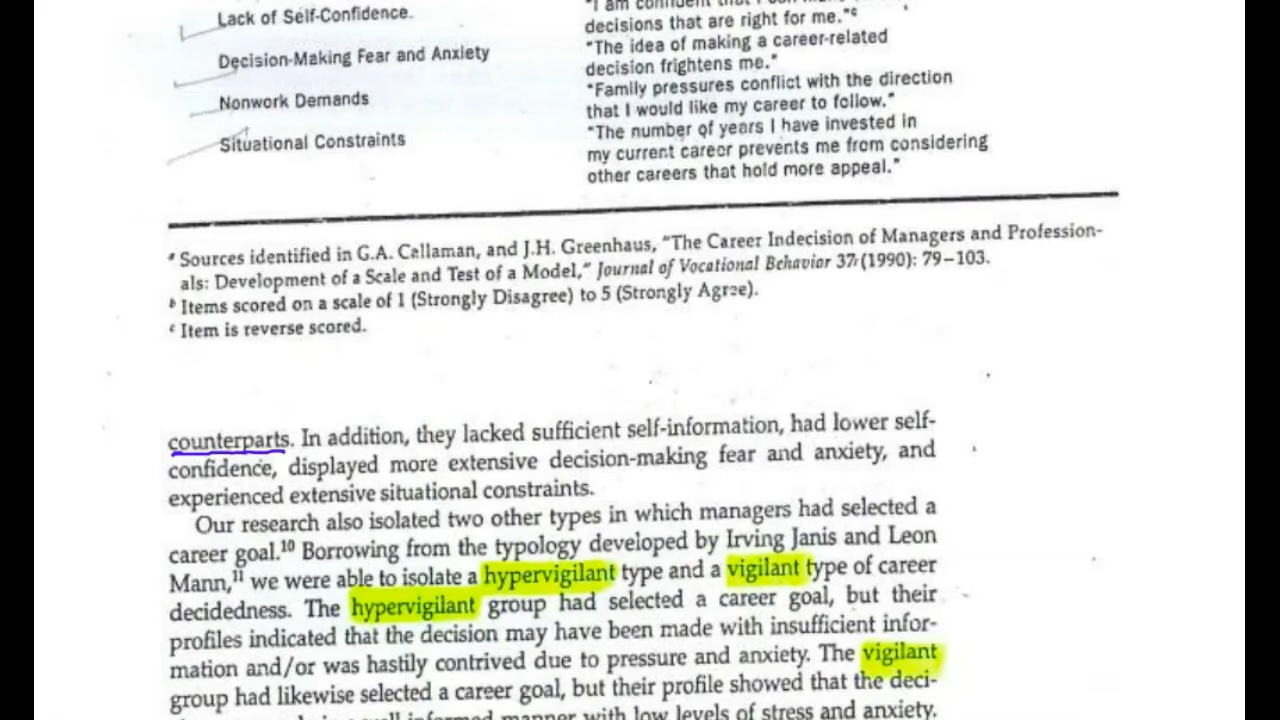 Lack of Self-Confidence.
"I am confident that I can make
decisions that are right for me."ᶜ
Decision-Making Fear and Anxiety
"The idea of making a career-related
decision frightens me."
Nonwork Demands
"Family pressures conflict with the direction
that I would like my career to follow."
Situational Constraints
"The number of years I have invested in
my current career prevents me from considering
other careers that hold more appeal."
ᵃ Sources identified in G.A. Callaman, and J.H. Greenhaus, "The Career Indecision of Managers and Profession-
als: Development of a Scale and Test of a Model," Journal of Vocational Behavior 37 (1990): 79–103.
ᵇ Items scored on a scale of 1 (Strongly Disagree) to 5 (Strongly Agree).
ᶜ Item is reverse scored.
counterparts. In addition, they lacked sufficient self-information, had lower self-
confidence, displayed more extensive decision-making fear and anxiety, and
experienced extensive situational constraints.
Our research also isolated two other types in which managers had selected a
career goal.¹⁰ Borrowing from the typology developed by Irving Janis and Leon
Mann,¹¹ we were able to isolate a hypervigilant type and a vigilant type of career
decidedness. The hypervigilant group had selected a career goal, but their
profiles indicated that the decision may have been made with insufficient infor-
mation and/or was hastily contrived due to pressure and anxiety. The vigilant
group had likewise selected a career goal, but their profile showed that the deci-
well informed manner with low levels of stress and anxiety.